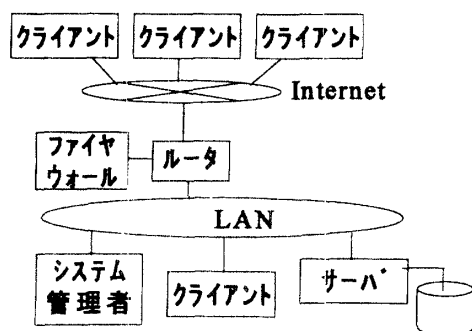 クライアント
クライアント
クライアント
Internet
ファイヤ
ウォール
ルータ
LAN
システム
管理者
クライアント
サーバ